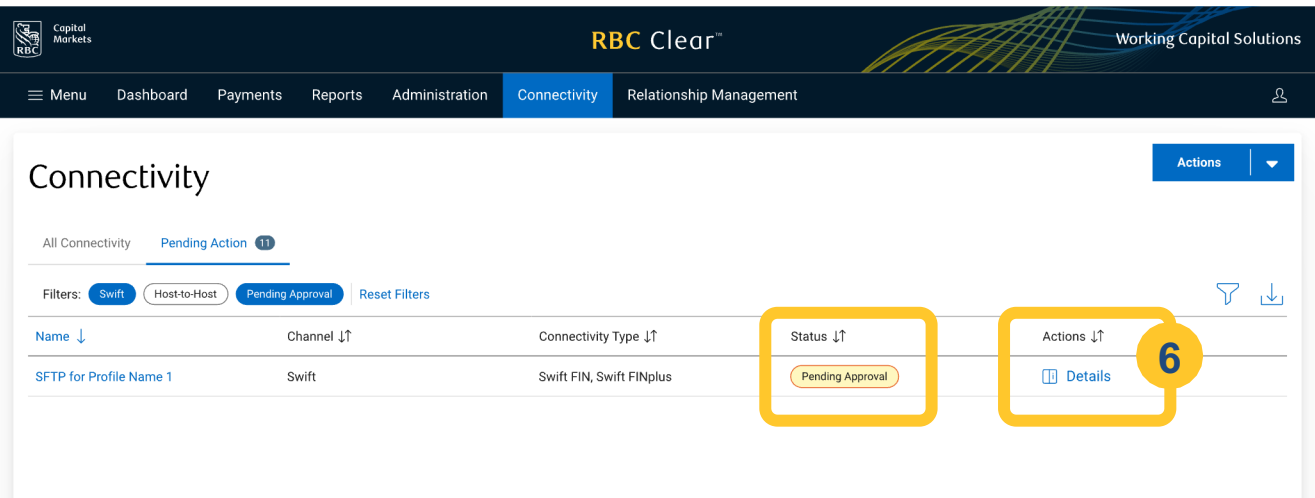 Capital
Markets
RBC
RBC Clear™
Working Capital Solutions
Menu Dashboard Payments Reports Administration Connectivity Relationship Management
Connectivity
Actions
All Connectivity Pending Action 11
Filters: Swift Host-to-Host Pending Approval Reset Filters
Name ↓ Channel ↓↑ Connectivity Type ↓↑ Status ↓↑ Actions ↓↑
6
SFTP for Profile Name 1 Swift Swift FIN, Swift FINplus Pending Approval Details